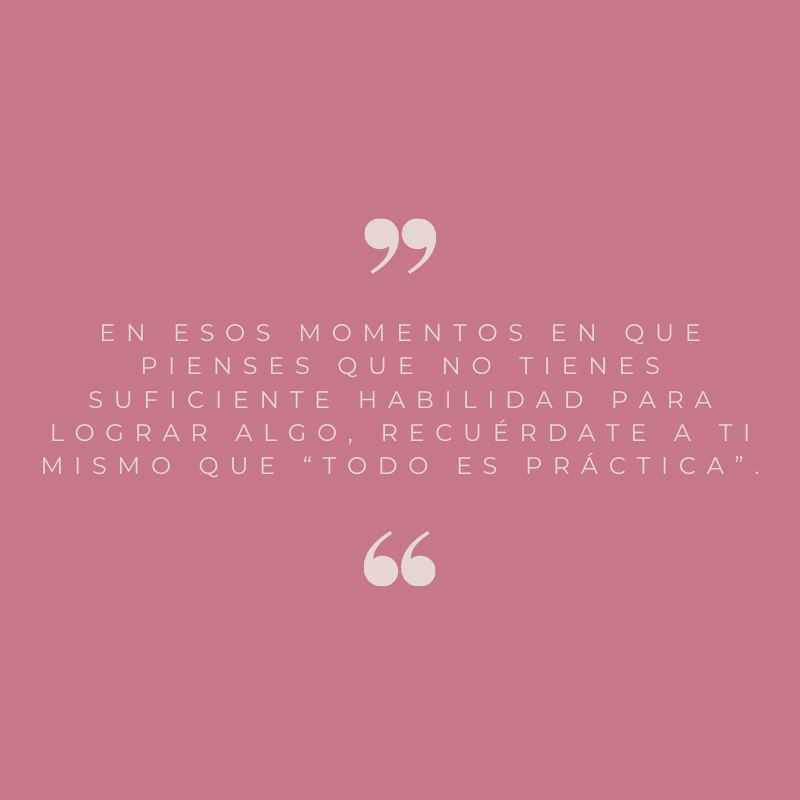 ”
EN ESOS MOMENTOS EN QUE
PIENSES QUE NO TIENES
SUFICIENTE HABILIDAD PARA
LOGRAR ALGO, RECUÉRDATE A TI
MISMO QUE “TODO ES PRÁCTICA”.
“